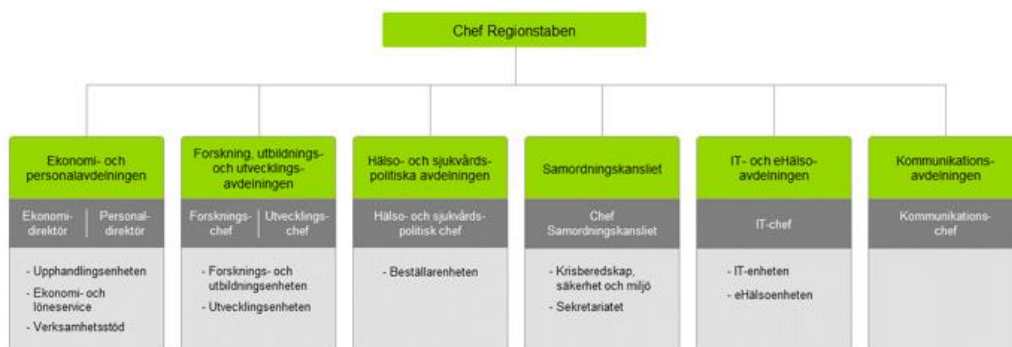 Chef Regionstaben
Ekonomi- och
personalavdelningen
Ekonomi-
direktör
Personal-
direktör
- Upphandlingsenheten
- Ekonomi- och
löneservice
- Verksamhetsstöd
Forskning, utbildnings-
och utvecklings-
avdelningen
Forsknings-
chef
Utvecklings-
chef
- Forsknings- och
utbildningsenheten
- Utvecklingsenheten
Hälso- och sjukvårds-
politiska avdelningen
Hälso- och sjukvårds-
politisk chef
- Beställarenheten
Samordningskansliet
Chef
Samordningskansliet
- Krisberedskap,
säkerhet och miljö
- Sekretariatet
IT- och eHälso-
avdelningen
IT-chef
- IT-enheten
- eHälsoenheten
Kommunikations-
avdelningen
Kommunikations-
chef